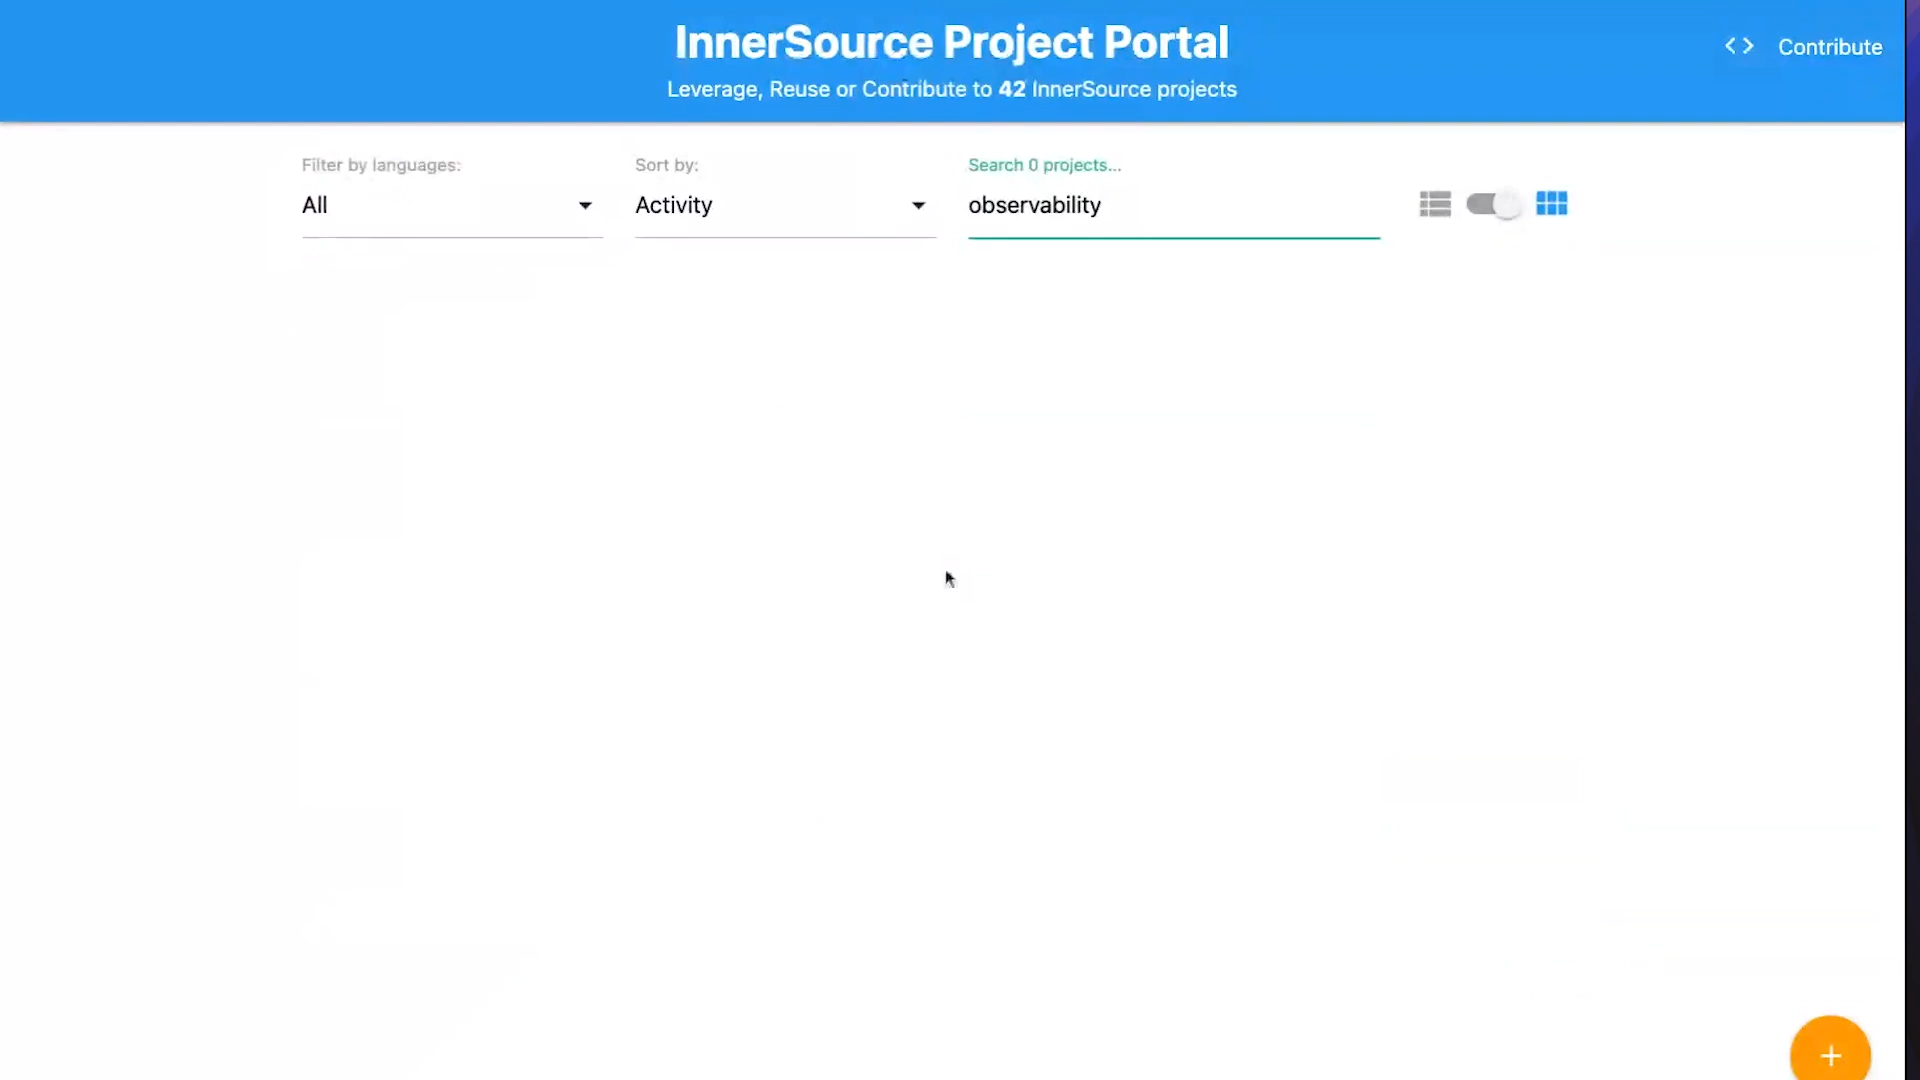 InnerSource Project Portal
Contribute
Leverage, Reuse or Contribute to 42 InnerSource projects
Filter by languages:
Sort by:
Search 0 projects...
All
Activity
observability